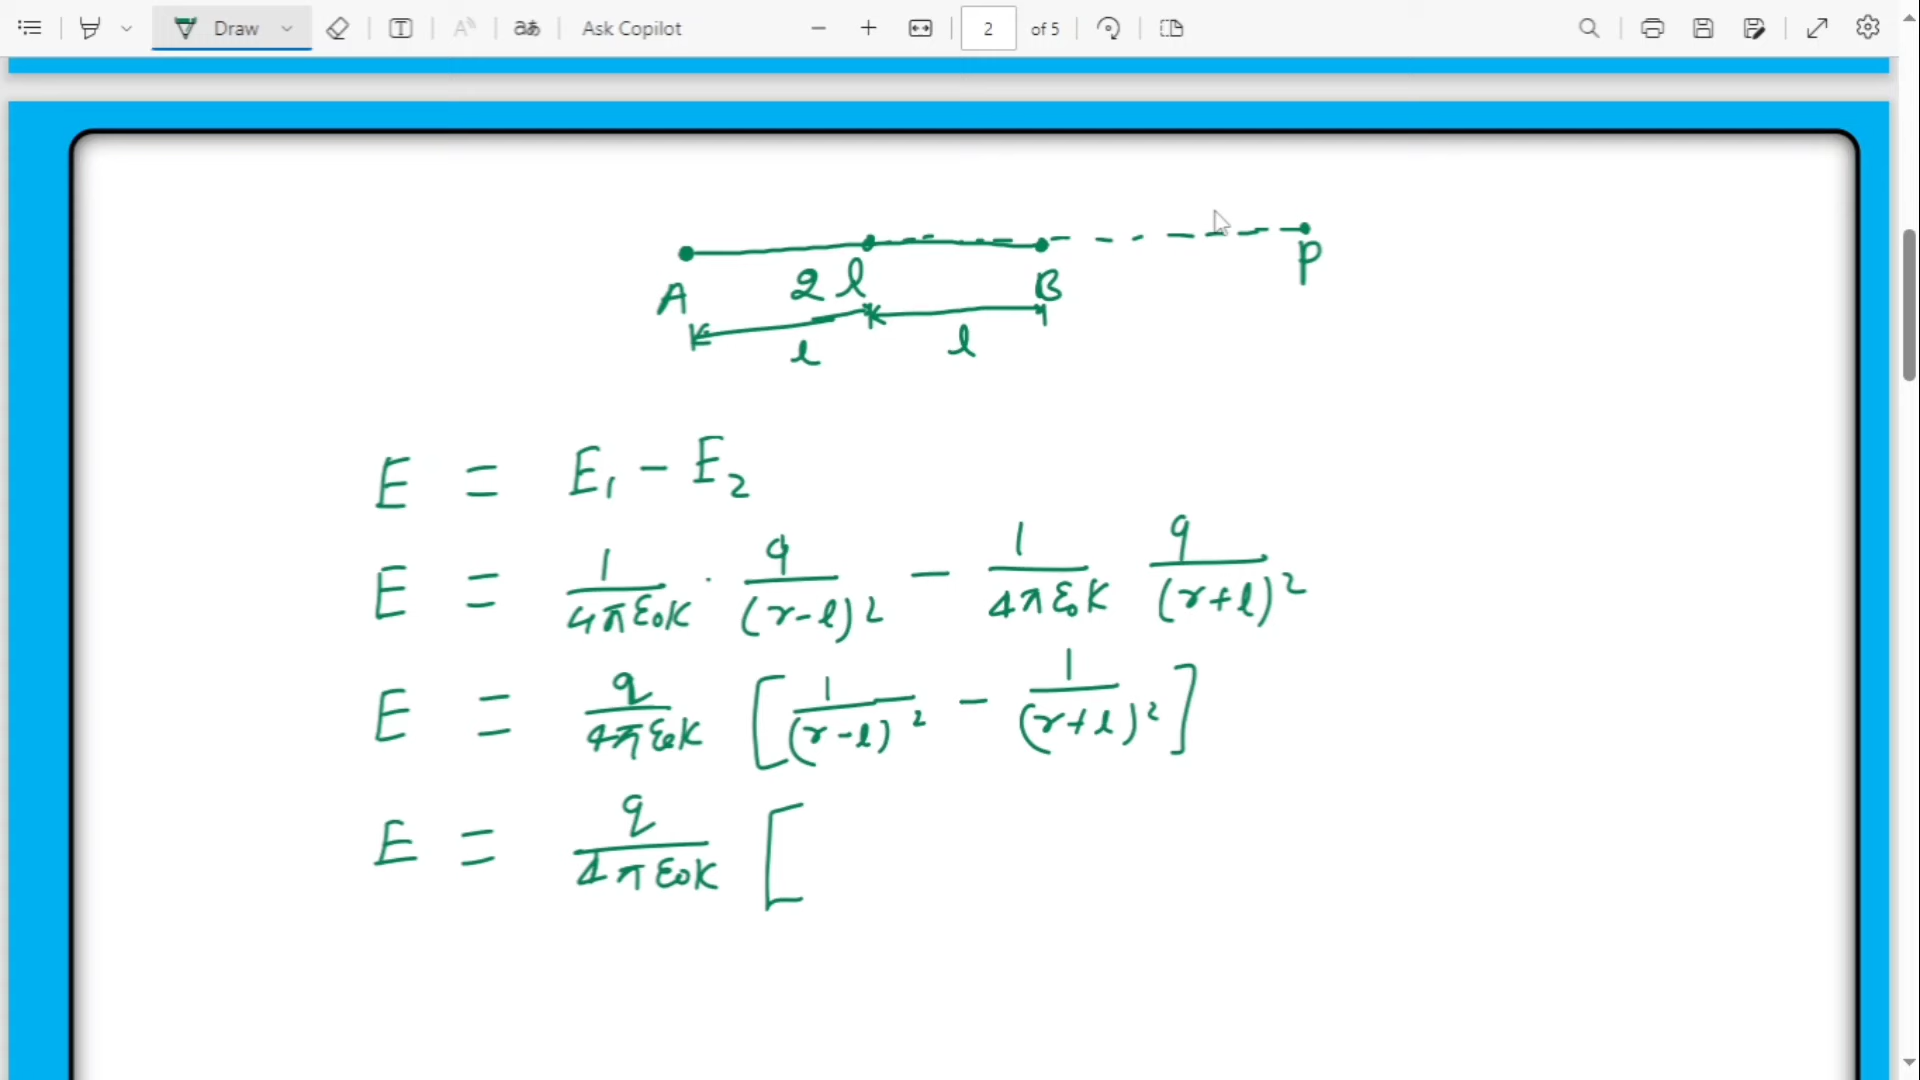 Draw Ask Copilot 2 of 5
A 2 l B P
l l
E = E₁ - E₂
E = 1/4πε₀K · q/(r-l)² - 1/4πε₀K q/(r+l)²
E = q/4πε₀K [1/(r-l)² - 1/(r+l)²]
E = q/4πε₀K [